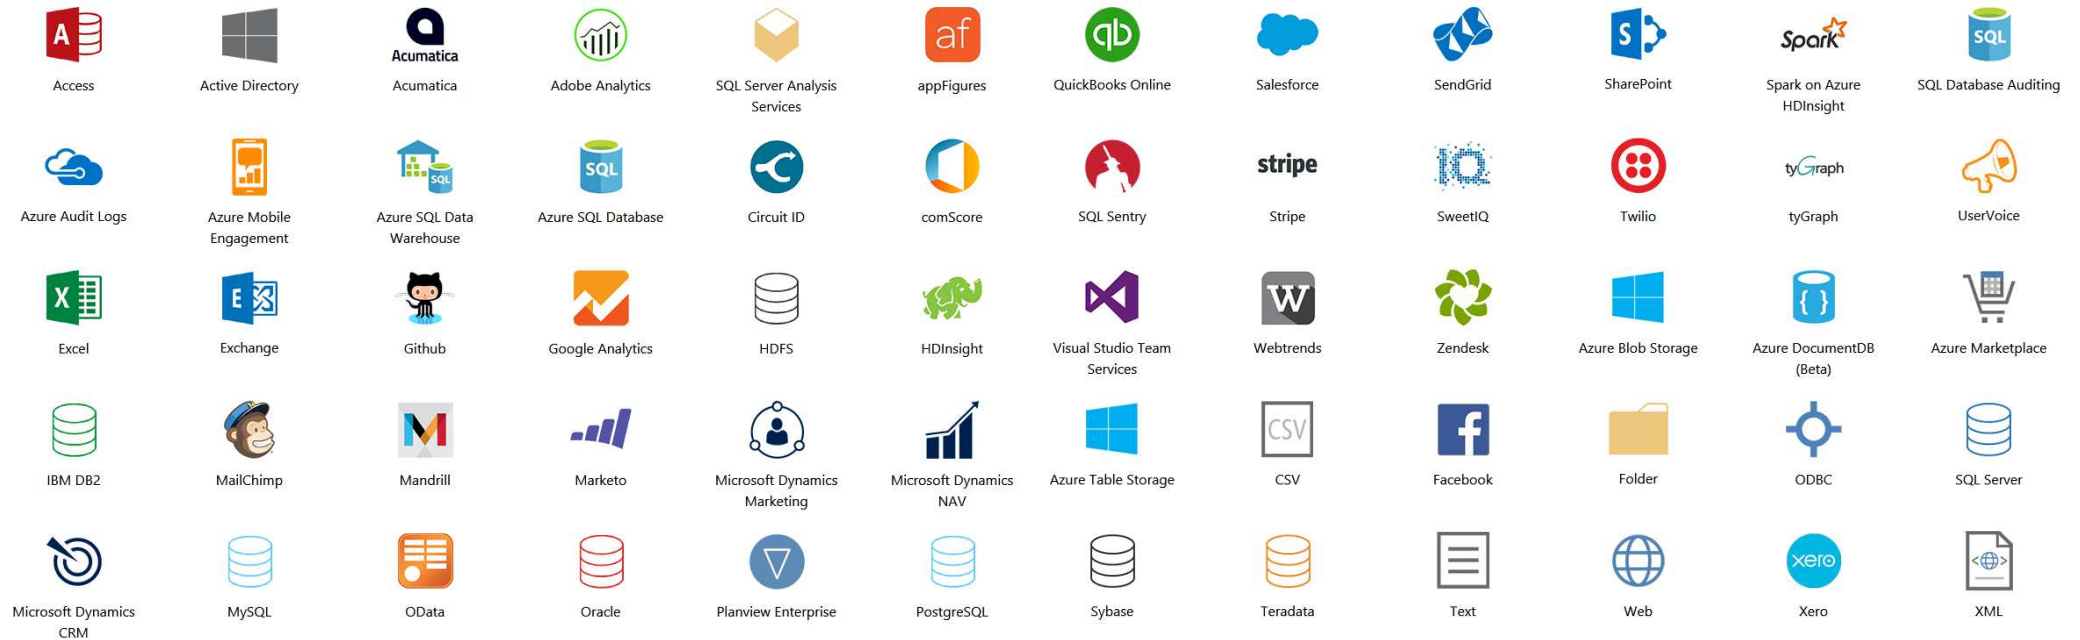 A
Acumatica
af
qb
S
Spark
SQL
Access
Active Directory
Acumatica
Adobe Analytics
SQL Server Analysis
Services
appFigures
QuickBooks Online
Salesforce
SendGrid
SharePoint
Spark on Azure
HDInsight
SQL Database Auditing
SQL
SQL
stripe
IQ
tyGraph
Azure Audit Logs
Azure Mobile
Engagement
Azure SQL Data
Warehouse
Azure SQL Database
Circuit ID
comScore
SQL Sentry
Stripe
SweetIQ
Twilio
tyGraph
UserVoice
X
E
W
{ }
Excel
Exchange
Github
Google Analytics
HDFS
HDInsight
Visual Studio Team
Services
Webtrends
Zendesk
Azure Blob Storage
Azure DocumentDB
(Beta)
Azure Marketplace
M
CSV
f
IBM DB2
MailChimp
Mandrill
Marketo
Microsoft Dynamics
Marketing
Microsoft Dynamics
NAV
Azure Table Storage
CSV
Facebook
Folder
ODBC
SQL Server
xero
Microsoft Dynamics
CRM
MySQL
OData
Oracle
Planview Enterprise
PostgreSQL
Sybase
Teradata
Text
Web
Xero
XML